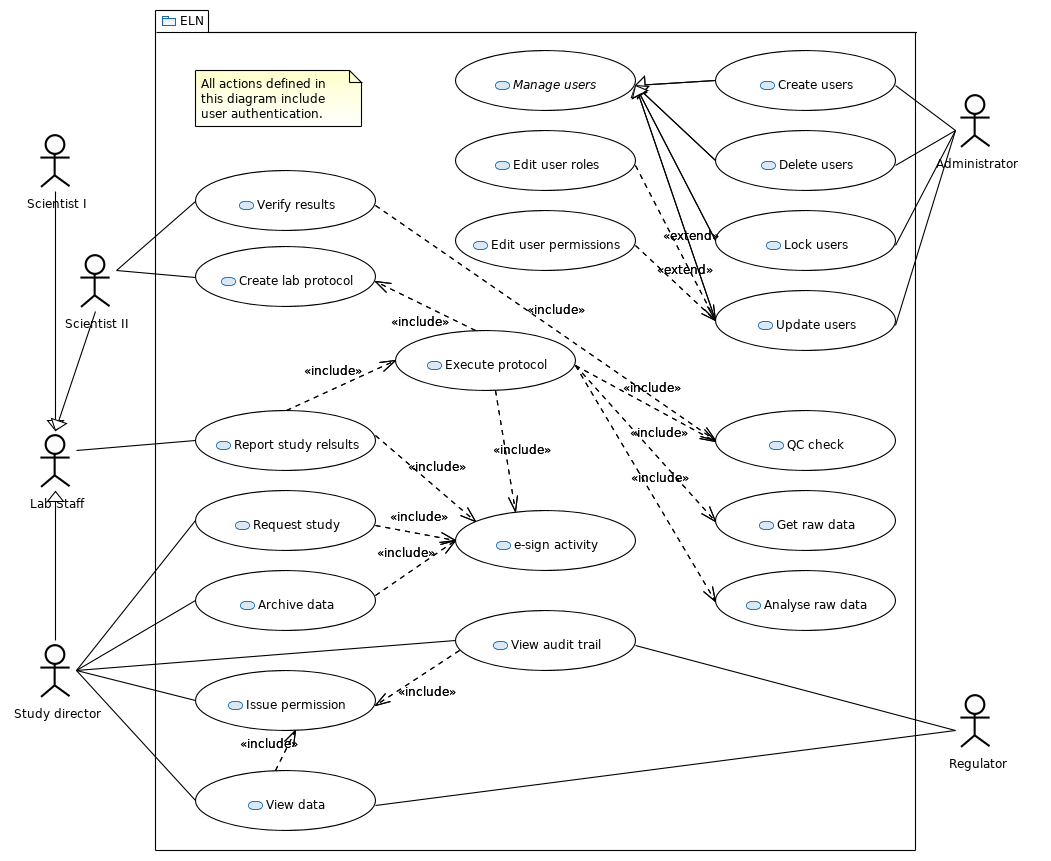 ELN
All actions defined in
this diagram include
user authentication.
Manage users
Create users
Edit user roles
Delete users
Administrator
Scientist I
Verify results
Edit user permissions
«extend»
Lock users
«extend»
Create lab protocol
Scientist II
«include»
«include»
Update users
Execute protocol
«include»
«include»
Report study relsults
«include»
QC check
«include»
«include»
«include»
Lab Staff
Request study
«include»
Get raw data
e-sign activity
«include»
Archive data
Analyse raw data
View audit trail
Study director
Issue permission
«include»
«include»
Regulator
View data